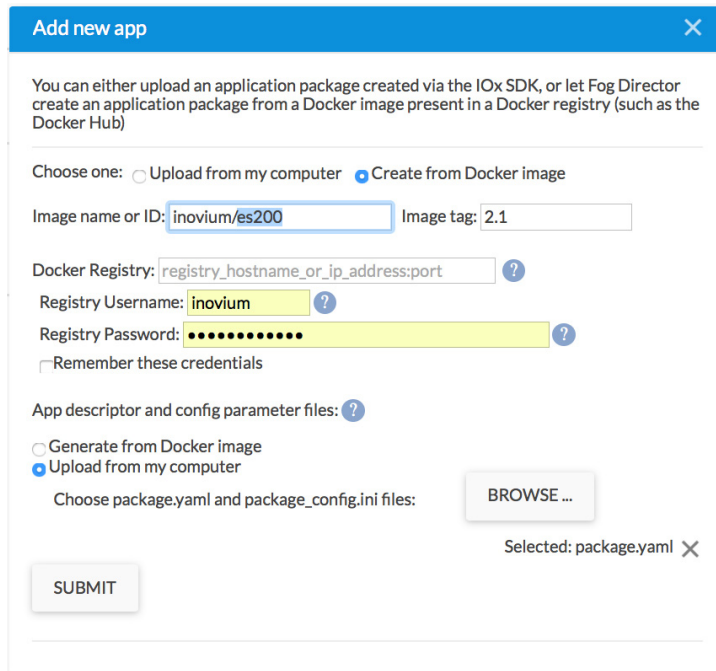 Add new app
You can either upload an application package created via the IOx SDK, or let Fog Director
create an application package from a Docker image present in a Docker registry (such as the
Docker Hub)
Choose one: Upload from my computer Create from Docker image
Image name or ID: inovium/es200 Image tag: 2.1
Docker Registry: registry_hostname_or_ip_address:port ?
Registry Username: inovium ?
Registry Password: •••••••••••• ?
Remember these credentials
App descriptor and config parameter files: ?
Generate from Docker image
Upload from my computer
Choose package.yaml and package_config.ini files: BROWSE ...
Selected: package.yaml
SUBMIT